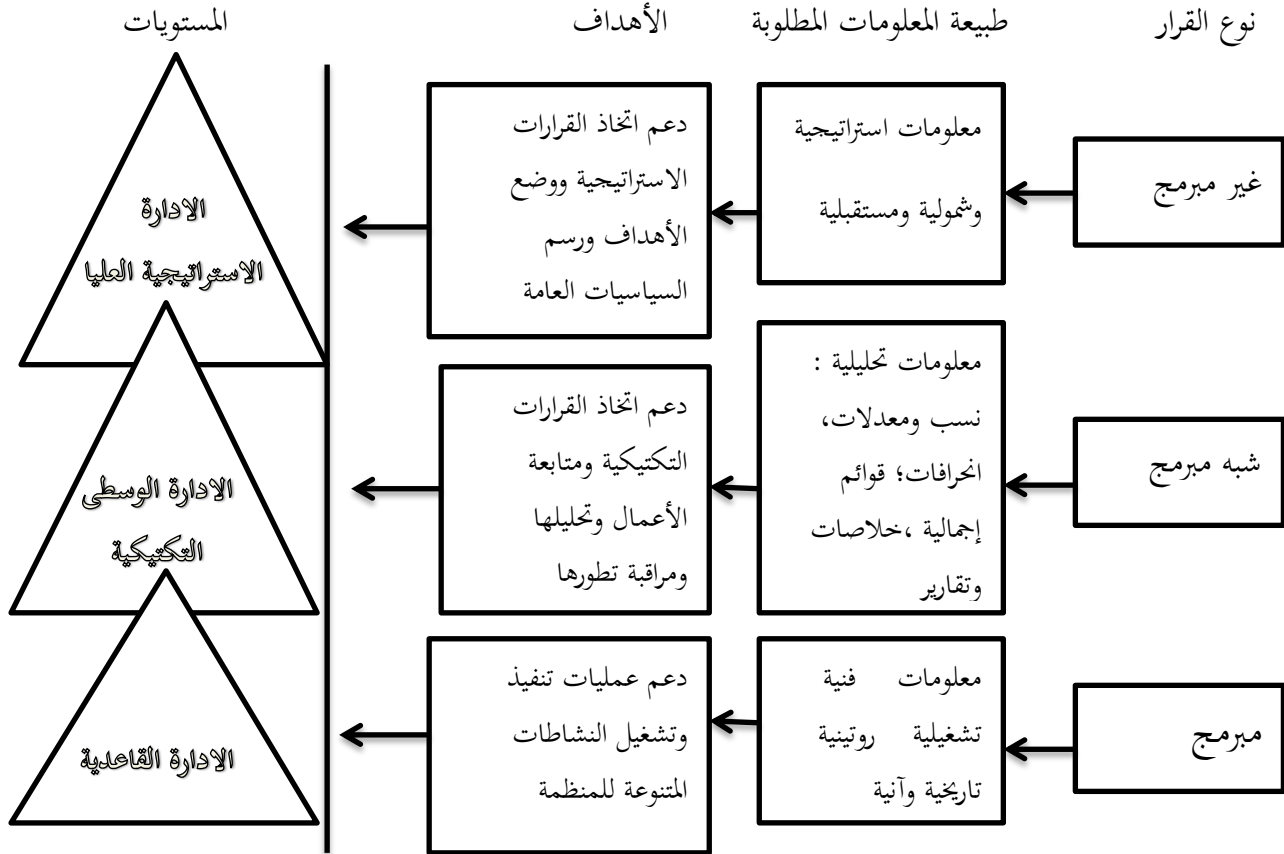 نوع القرار
طبيعة المعلومات المطلوبة
الأهداف
المستويات
غير مبرمج
معلومات استراتيجية
وشمولية ومستقبلية
دعم اتخاذ القرارات
الاستراتيجية ووضع
الأهداف ورسم
السياسيات العامة
الادارة
الاستراتيجية العليا
شبه مبرمج
معلومات تحليلية :
نسب ومعدلات،
انحرافات؛ قوائم
إجمالية ،خلاصات
وتقارير
دعم اتخاذ القرارات
التكتيكية ومتابعة
الأعمال وتحليلها
ومراقبة تطورها
الادارة الوسطى
التكتيكية
مبرمج
معلومات فنية
تشغيلية روتينية
تاريخية وآنية
دعم عمليات تنفيذ
وتشغيل النشاطات
المتنوعة للمنظمة
الادارة القاعدية